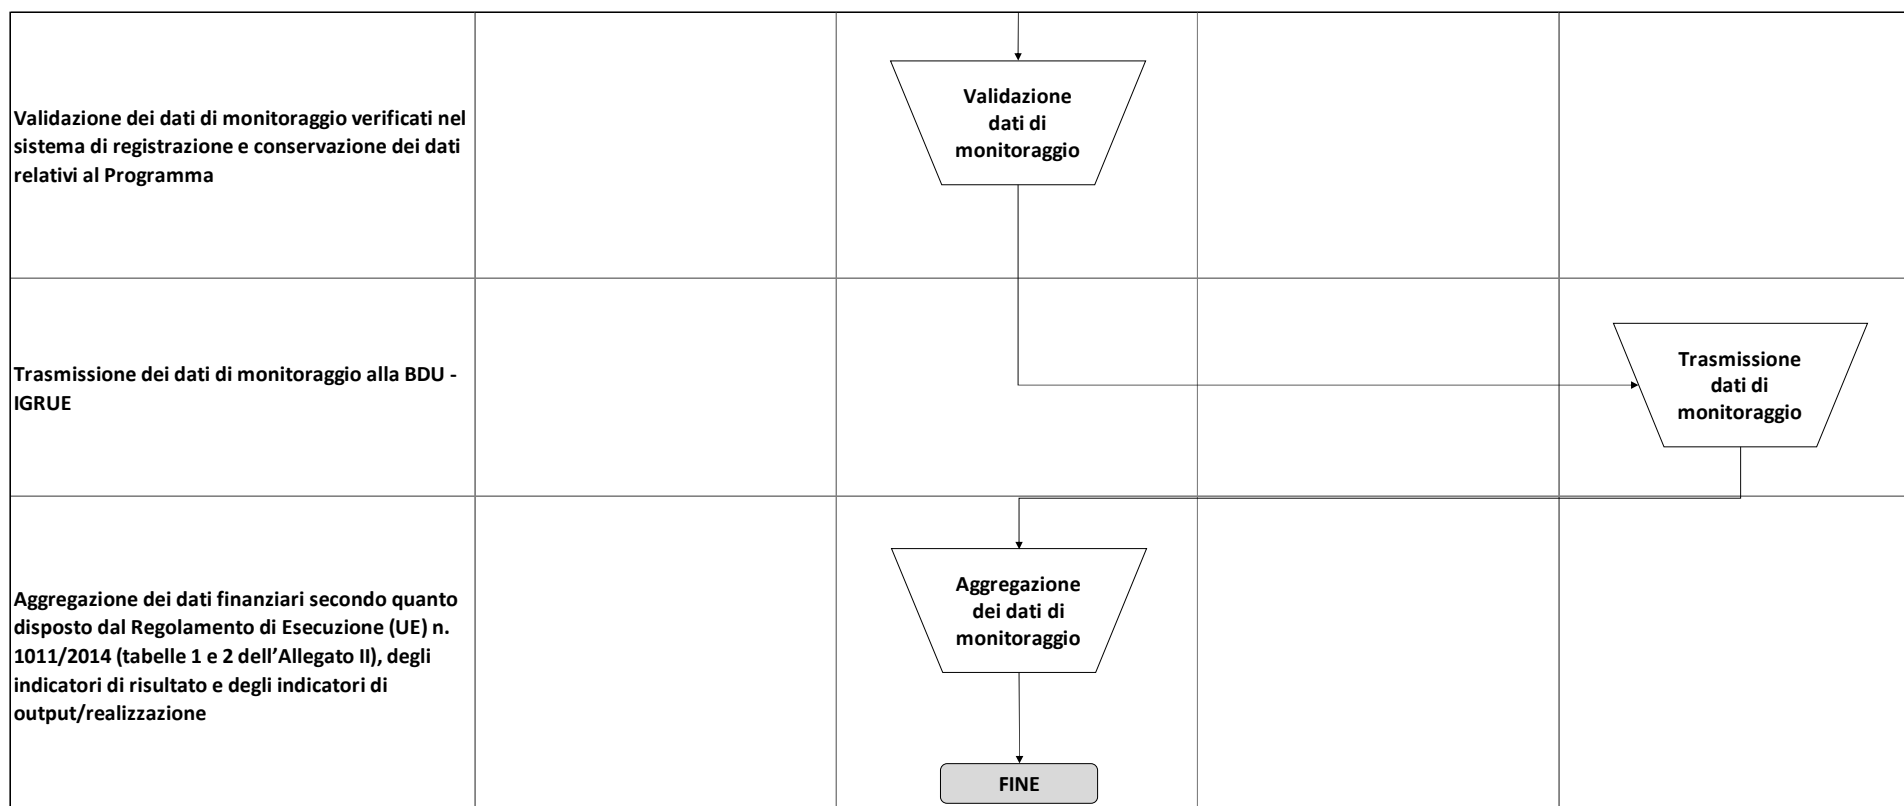 Validazione dei dati di monitoraggio verificati nel
sistema di registrazione e conservazione dei dati
relativi al Programma
Validazione
dati di
monitoraggio
Trasmissione dei dati di monitoraggio alla BDU -
IGRUE
Trasmissione
dati di
monitoraggio
Aggregazione dei dati finanziari secondo quanto
disposto dal Regolamento di Esecuzione (UE) n.
1011/2014 (tabelle 1 e 2 dell'Allegato II), degli
indicatori di risultato e degli indicatori di
output/realizzazione
Aggregazione
dei dati di
monitoraggio
FINE